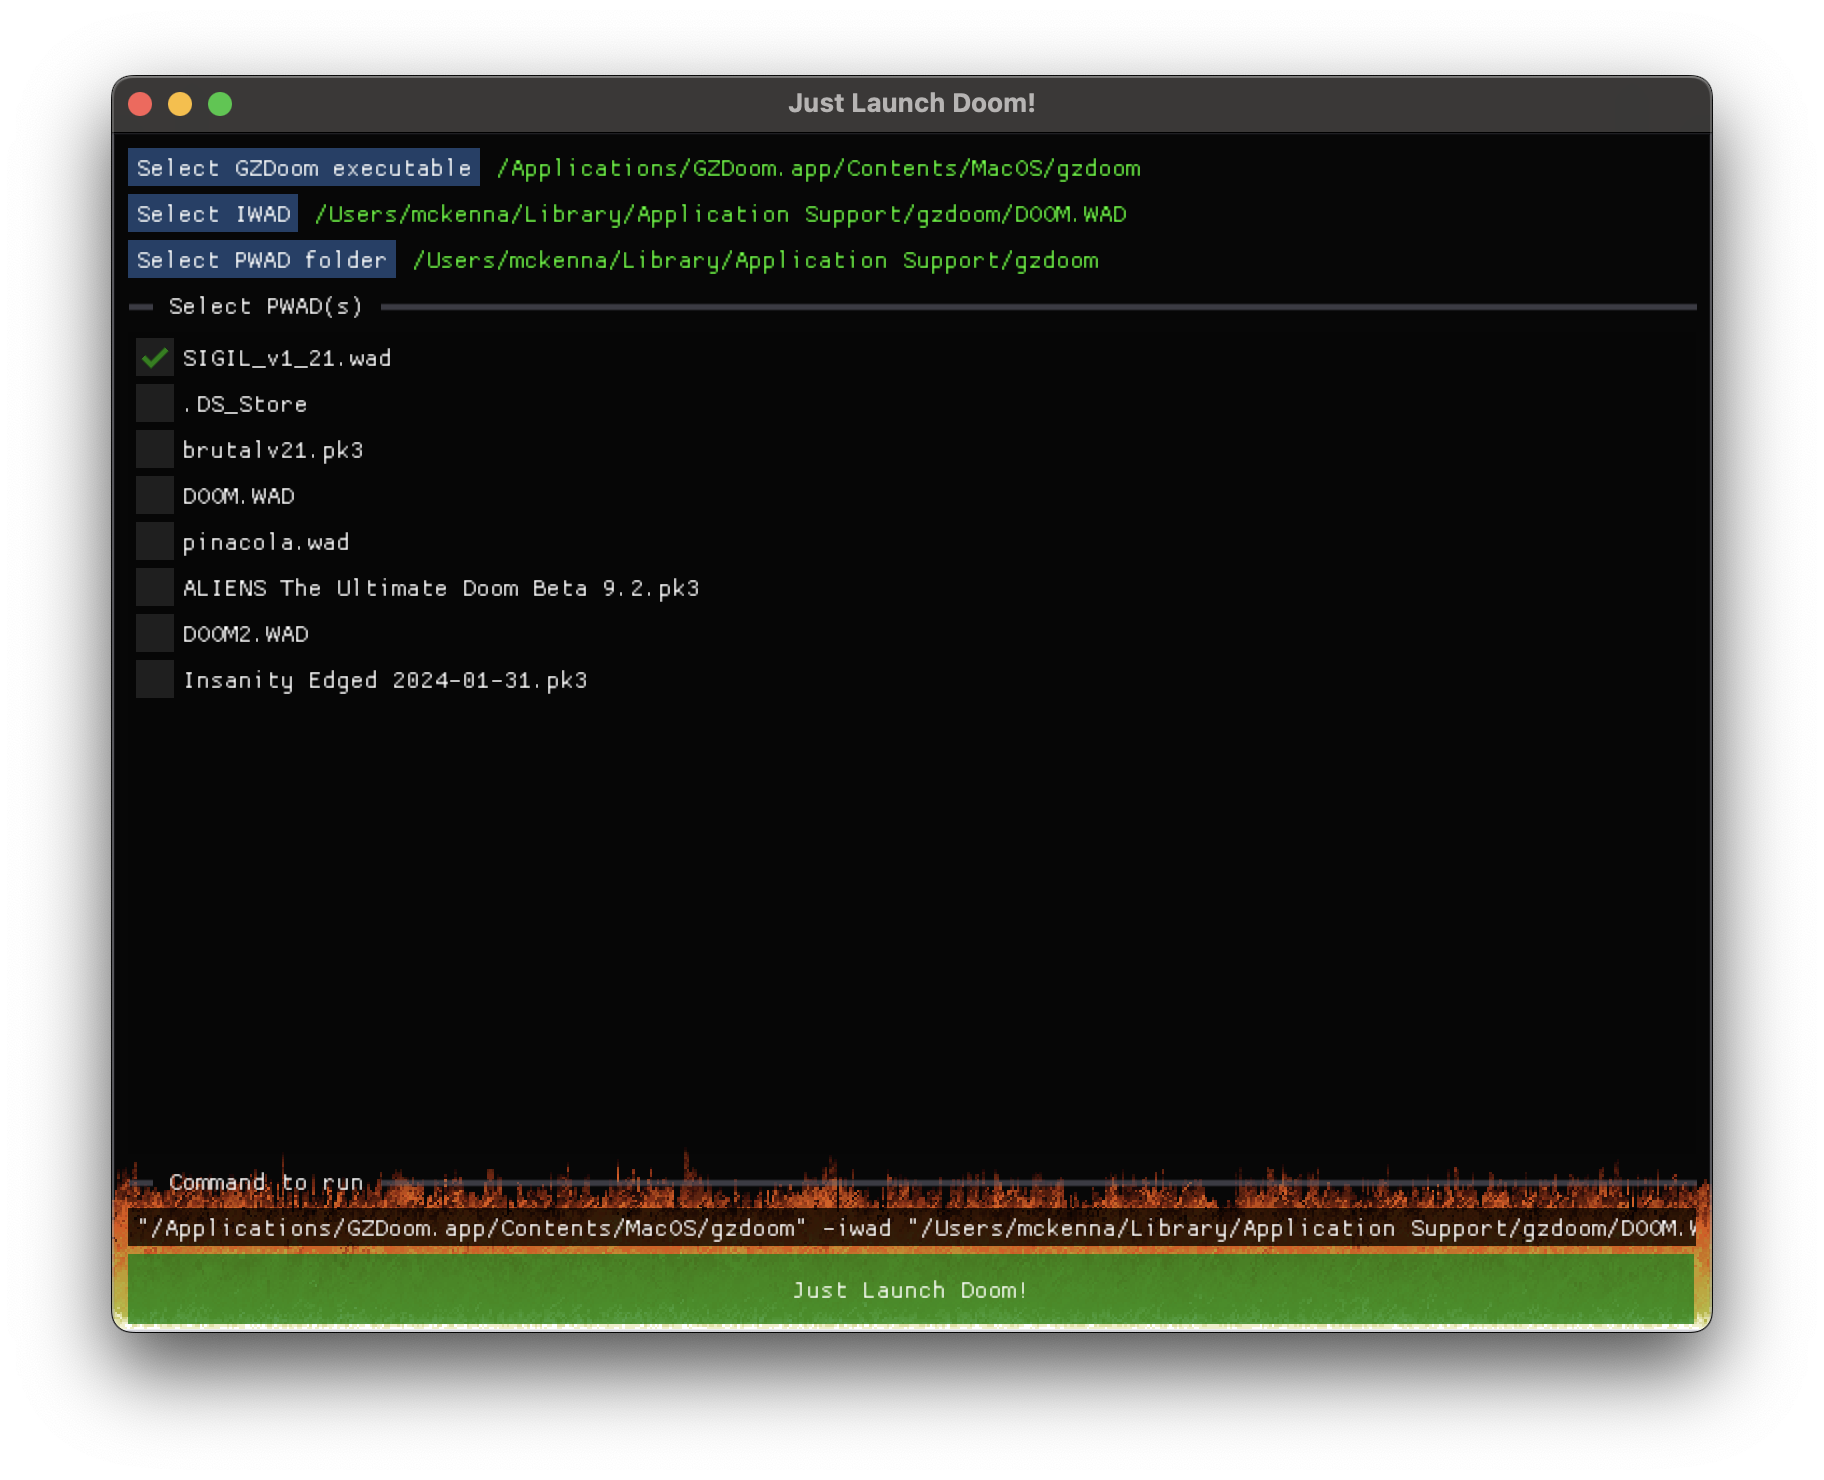 Just Launch Doom!
Select GZDoom executable /Applications/GZDoom.app/Contents/MacOS/gzdoom
Select IWAD /Users/mckenna/Library/Application Support/gzdoom/DOOM.WAD
Select PWAD folder /Users/mckenna/Library/Application Support/gzdoom
Select PWAD(s)
SIGIL_v1_21.wad
.DS_Store
brutalv21.pk3
DOOM.WAD
pinacola.wad
ALIENS The Ultimate Doom Beta 9.2.pk3
DOOM2.WAD
Insanity Edged 2024-01-31.pk3
Command to run
"/Applications/GZDoom.app/Contents/MacOS/gzdoom" -iwad "/Users/mckenna/Library/Application Support/gzdoom/DOOM.W
Just Launch Doom!